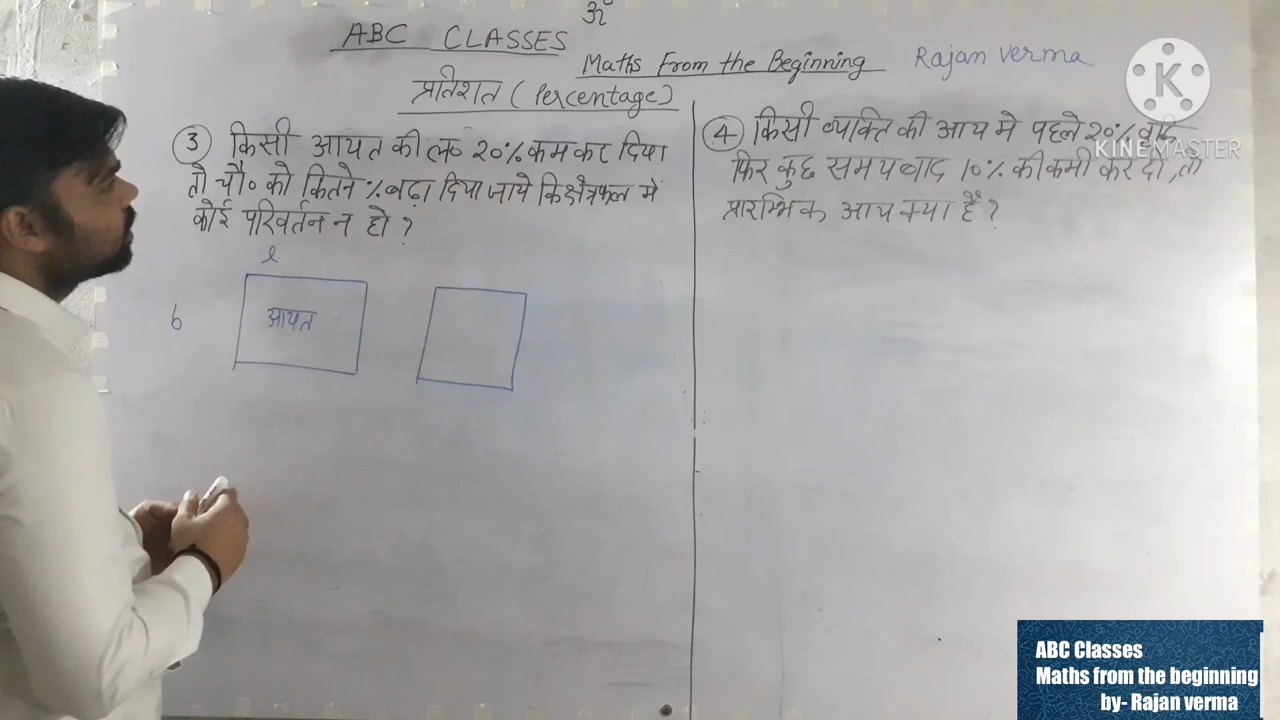 ॐ
ABC CLASSES
Maths From the Beginning
Rajan Verma
प्रतिशत (Percentage)
③ किसी आयत की ल० 20% कम कर दिया
तो चौ० को कितने % बढ़ा दिया जाये कि क्षेत्रफल में
कोई परिवर्तन न हो ?
l
b
आयत
④ किसी व्यक्ति की आय मे पहले 20%
फिर कुछ समय बाद 10% की कमी कर दी, तो
प्रारम्भिक आय क्या है ?
K
KINEMASTER
ABC Classes
Maths from the beginning
by- Rajan verma